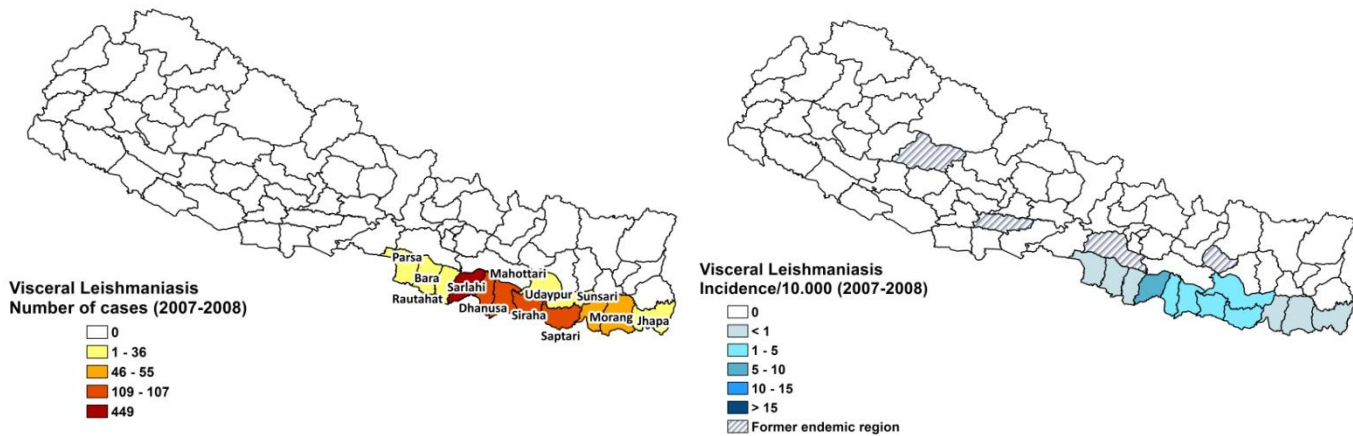 Parsa
Bara
Rautahat
Sarlahi
Mahottari
Dhanusa
Siraha
Udaypur
Saptari
Sunsari
Morang
Jhapa
Visceral Leishmaniasis
Number of cases (2007-2008)
0
1 - 36
46 - 55
109 - 107
449
Visceral Leishmaniasis
Incidence/10.000 (2007-2008)
0
< 1
1 - 5
5 - 10
10 - 15
> 15
Former endemic region